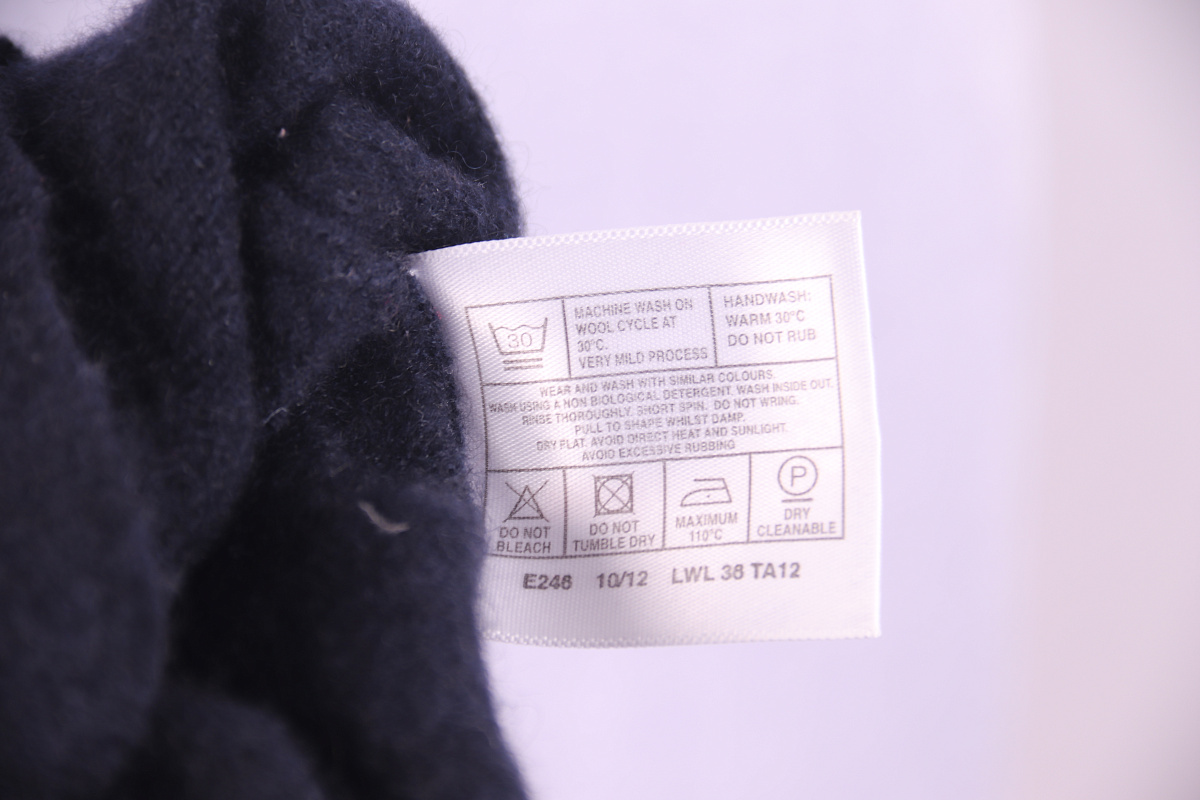 30
MACHINE WASH ON
WOOL CYCLE AT
30°C.
VERY MILD PROCESS
HANDWASH:
WARM 30°C
DO NOT RUB
WEAR AND WASH WITH SIMILAR COLOURS.
WASH USING A NON BIOLOGICAL DETERGENT. WASH INSIDE OUT.
RINSE THOROUGHLY. SHORT SPIN. DO NOT WRING.
PULL TO SHAPE WHILST DAMP.
DRY FLAT. AVOID DIRECT HEAT AND SUNLIGHT.
AVOID EXCESSIVE RUBBING
DO NOT
BLEACH
DO NOT
TUMBLE DRY
MAXIMUM
110°C
P
DRY
CLEANABLE
E246 10/12 LWL 36 TA12